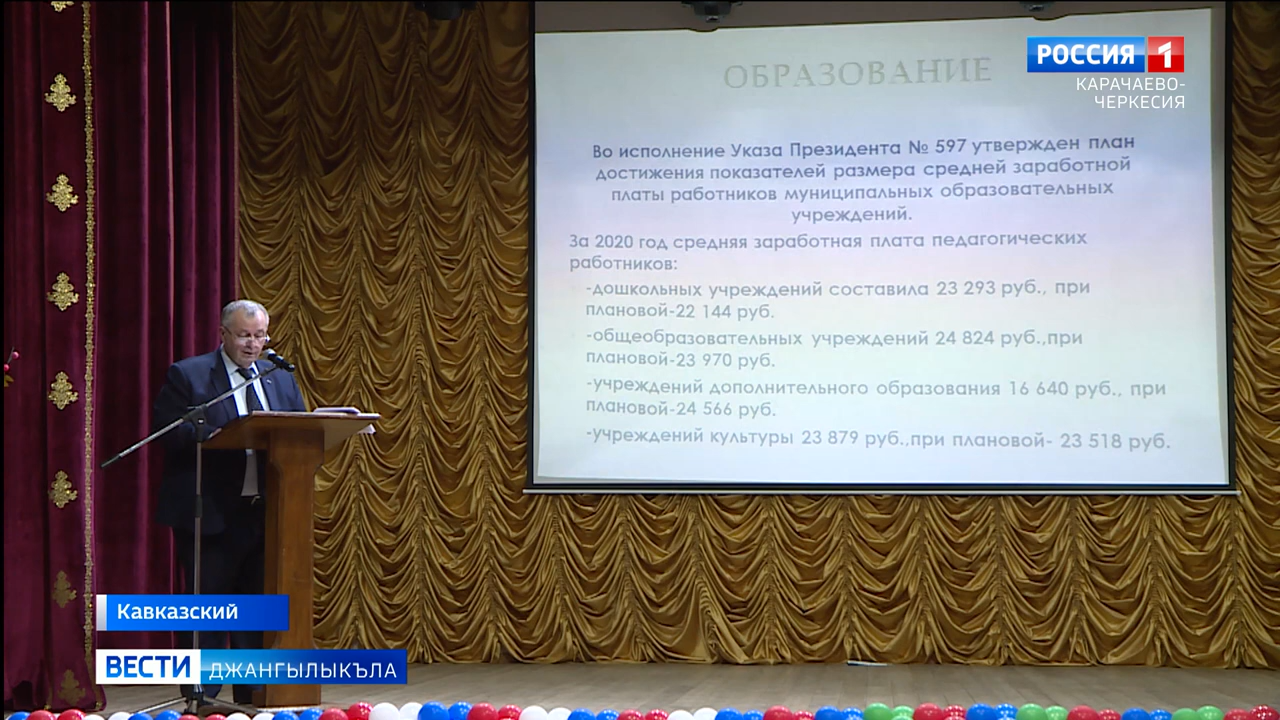 ОБРАЗОВАНИЕ
РОССИЯ 1
КАРАЧАЕВО-
ЧЕРКЕСИЯ
Во исполнение Указа Президента № 597 утвержден план
достижения показателей размера средней заработной
платы работников муниципальных образовательных
учреждений.
За 2020 год средняя заработная плата педагогических
работников:
-дошкольных учреждений составила 23 293 руб., при
плановой-22 144 руб.
-общеобразовательных учреждений 24 824 руб.,при
плановой-23 970 руб.
-учреждений дополнительного образования 16 640 руб., при
плановой-24 566 руб.
-учреждений культуры 23 879 руб.,при плановой- 23 518 руб.
Кавказский
ВЕСТИ ДЖАНГЫЛЫКЪЛА